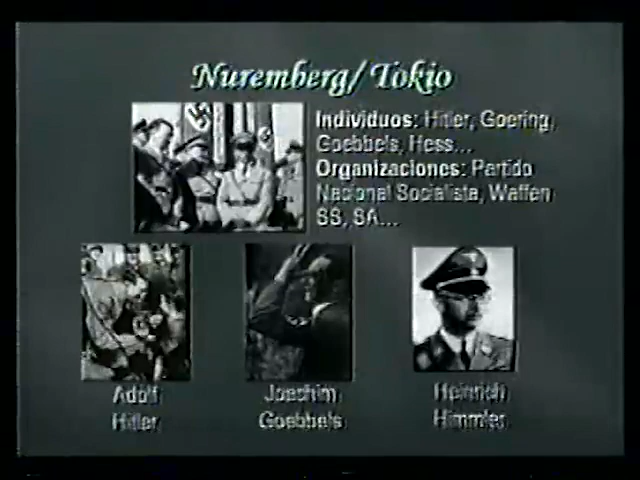 Nuremberg/Tokio
Individuos: Hitler, Goering,
Goebbels, Hess...
Organizaciones: Partido
Nacional Socialista, Waffen
SS, SA...
Adolf
Hitler
Joachim
Goebbels
Heinrich
Himmler